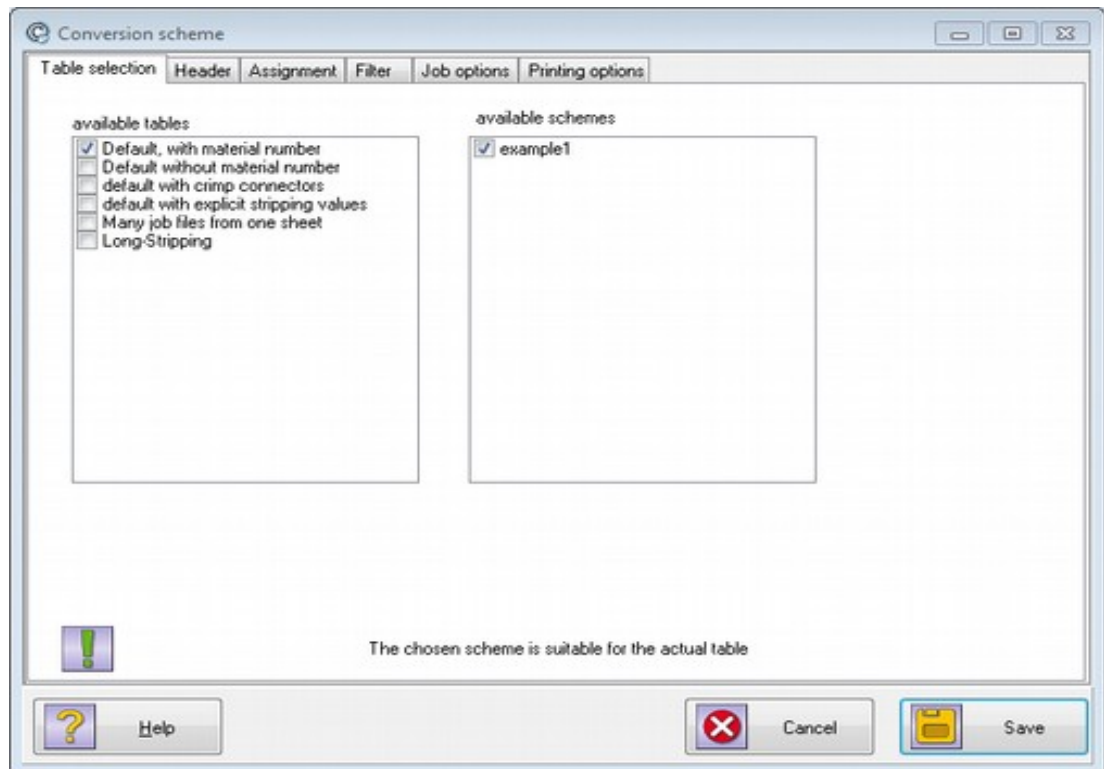 Conversion scheme
Table selection Header Assignment Filter Job options Printing options
available tables
Default, with material number
Default without material number
default with crimp connectors
default with explicit stripping values
Many job files from one sheet
Long-Stripping
available schemes
example1
The chosen scheme is suitable for the actual table
Help Cancel Save